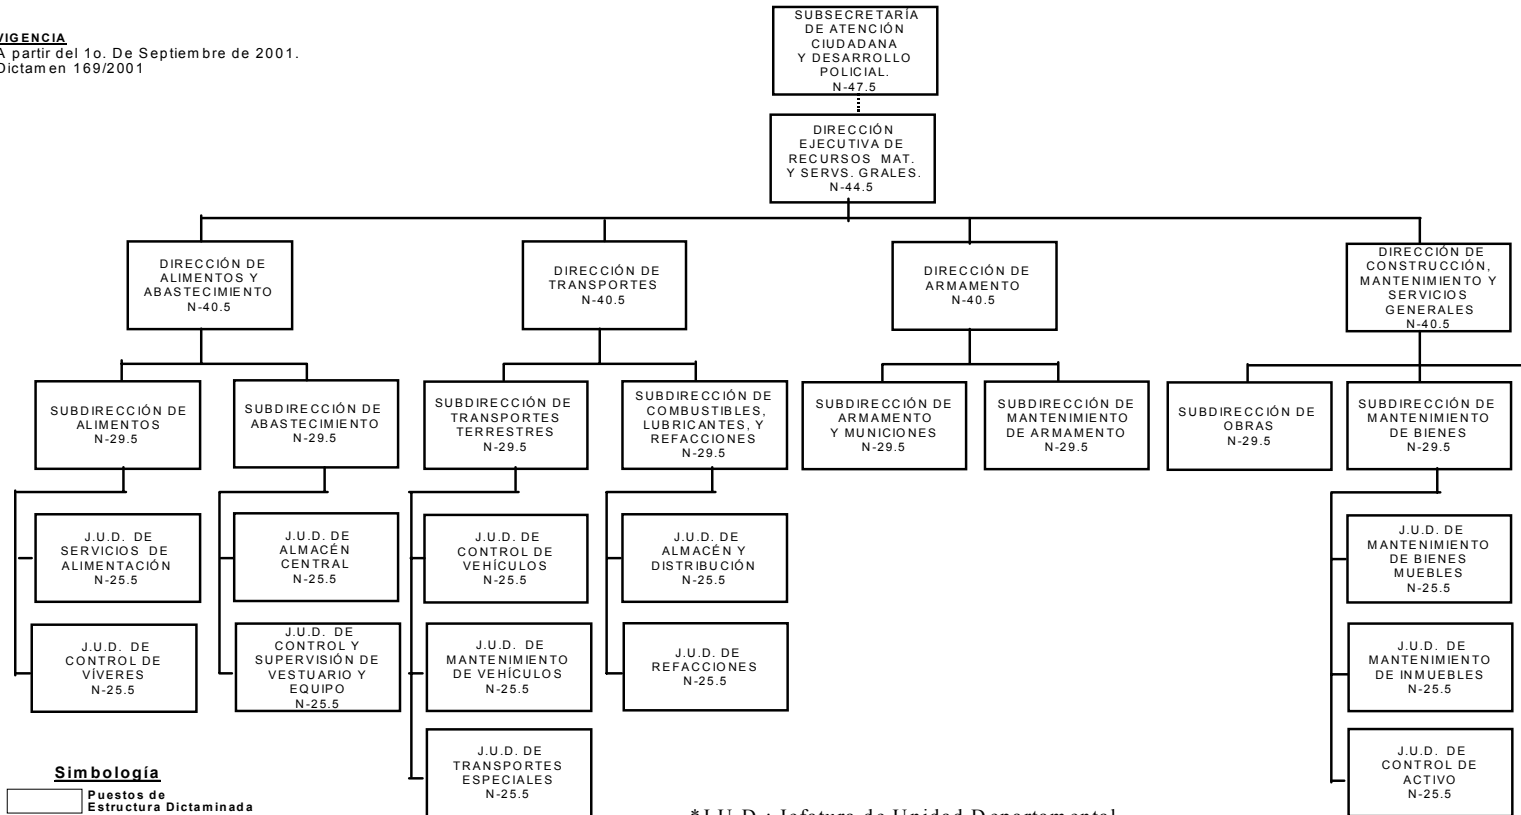 VIGENCIA
A partir del 1o. De Septiembre de 2001.
Dictamen 169/2001
SUBSECRETARÍA
DE ATENCIÓN
CIUDADANA
Y DESARROLLO
POLICIAL.
N-47.5
DIRECCIÓN
EJECUTIVA DE
RECURSOS MAT.
Y SERVS. GRALES.
N-44.5
DIRECCIÓN DE
ALIMENTOS Y
ABASTECIMIENTO
N-40.5
DIRECCIÓN DE
TRANSPORTES
N-40.5
DIRECCIÓN DE
ARMAMENTO
N-40.5
DIRECCIÓN DE
CONSTRUCCIÓN,
MANTENIMIENTO Y
SERVICIOS
GENERALES
N-40.5
SUBDIRECCIÓN DE
ALIMENTOS
N-29.5
SUBDIRECCIÓN DE
ABASTECIMIENTO
N-29.5
SUBDIRECCIÓN DE
TRANSPORTES
TERRESTRES
N-29.5
SUBDIRECCIÓN DE
COMBUSTIBLES,
LUBRICANTES, Y
REFACCIONES
N-29.5
SUBDIRECCIÓN DE
ARMAMENTO
Y MUNICIONES
N-29.5
SUBDIRECCIÓN DE
MANTENIMIENTO
DE ARMAMENTO
N-29.5
SUBDIRECCIÓN DE
OBRAS
N-29.5
SUBDIRECCIÓN DE
MANTENIMIENTO
DE BIENES
N-29.5
J.U.D. DE
SERVICIOS DE
ALIMENTACIÓN
N-25.5
J.U.D. DE
ALMACÉN
CENTRAL
N-25.5
J.U.D. DE
CONTROL DE
VEHÍCULOS
N-25.5
J.U.D. DE
ALMACÉN Y
DISTRIBUCIÓN
N-25.5
J.U.D. DE
MANTENIMIENTO
DE BIENES
MUEBLES
N-25.5
J.U.D. DE
CONTROL DE
VÍVERES
N-25.5
J.U.D. DE
CONTROL Y
SUPERVISIÓN DE
VESTUARIO Y
EQUIPO
N-25.5
J.U.D. DE
MANTENIMIENTO
DE VEHÍCULOS
N-25.5
J.U.D. DE
REFACCIONES
N-25.5
J.U.D. DE
MANTENIMIENTO
DE INMUEBLES
N-25.5
J.U.D. DE
TRANSPORTES
ESPECIALES
N-25.5
J.U.D. DE
CONTROL DE
ACTIVO
N-25.5
Simbología
Puestos de
Estructura Dictaminada
*J.U.D.: Jefatura de Unidad Departamental